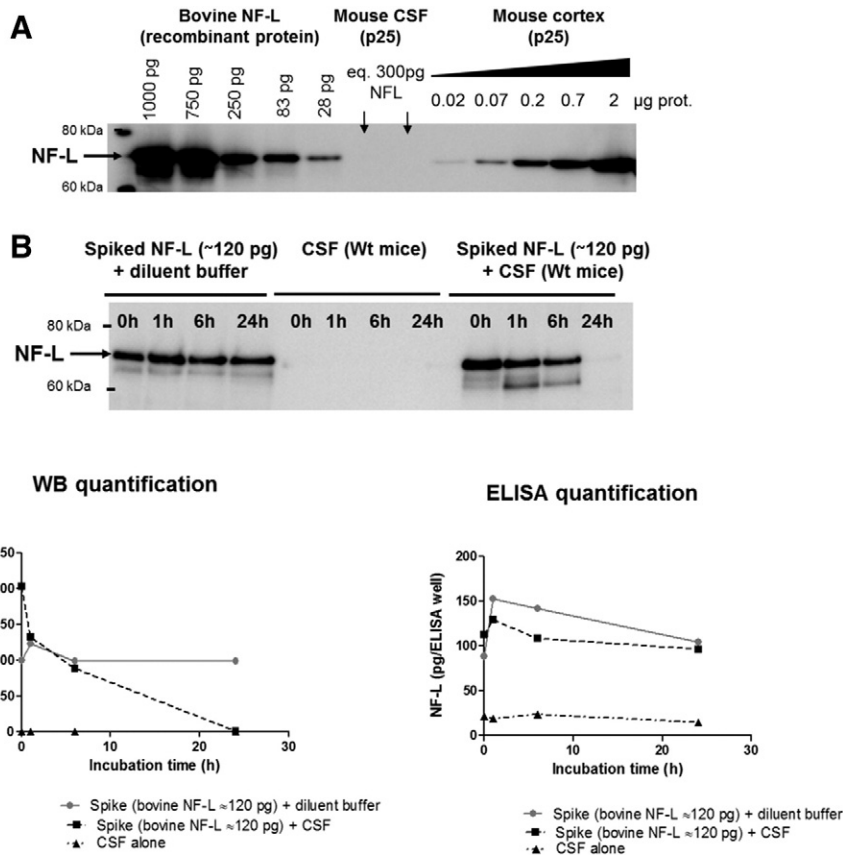 A
Bovine NF-L
(recombinant protein)
Mouse CSF
(p25)
Mouse cortex
(p25)
1000 pg
750 pg
250 pg
83 pg
28 pg
eq. 300pg
NFL
0.02 0.07 0.2 0.7 2 µg prot.
80 kDa
NF-L
60 kDa
B
Spiked NF-L (~120 pg)
+ diluent buffer
CSF (Wt mice)
Spiked NF-L (~120 pg)
+ CSF (Wt mice)
0h 1h 6h 24h 0h 1h 6h 24h 0h 1h 6h 24h
80 kDa
NF-L
60 kDa
WB quantification
50
00
50
00
50
0
0 10 20 30
Incubation time (h)
Spike (bovine NF-L ≈120 pg) + diluent buffer
Spike (bovine NF-L ≈120 pg) + CSF
CSF alone
ELISA quantification
NF-L (pg/ELISA well)
200
150
100
50
0
0 10 20 30
Incubation time (h)
Spike (bovine NF-L ≈120 pg) + diluent buffer
Spike (bovine NF-L ≈120 pg) + CSF
CSF alone